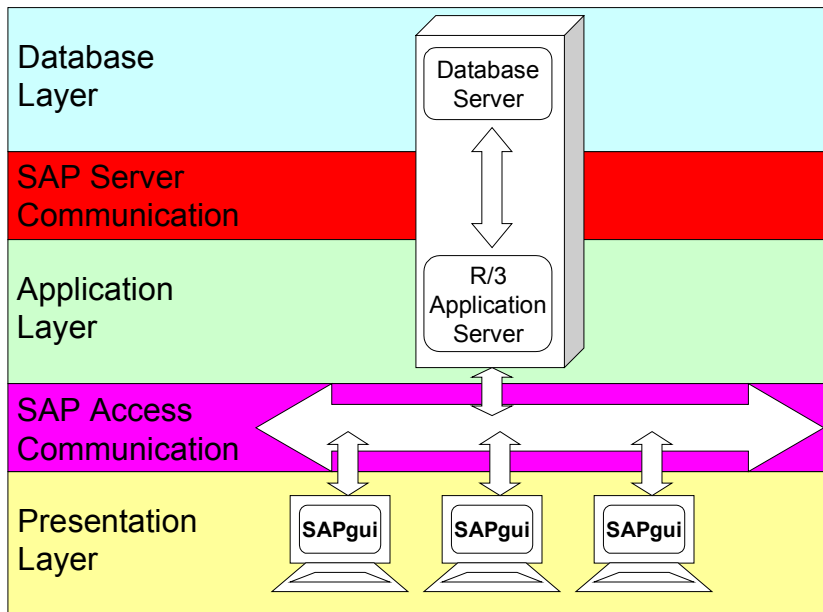 Database
Layer
Database
Server
SAP Server
Communication
Application
Layer
R/3
Application
Server
SAP Access
Communication
Presentation
Layer
SAPgui
SAPgui
SAPgui